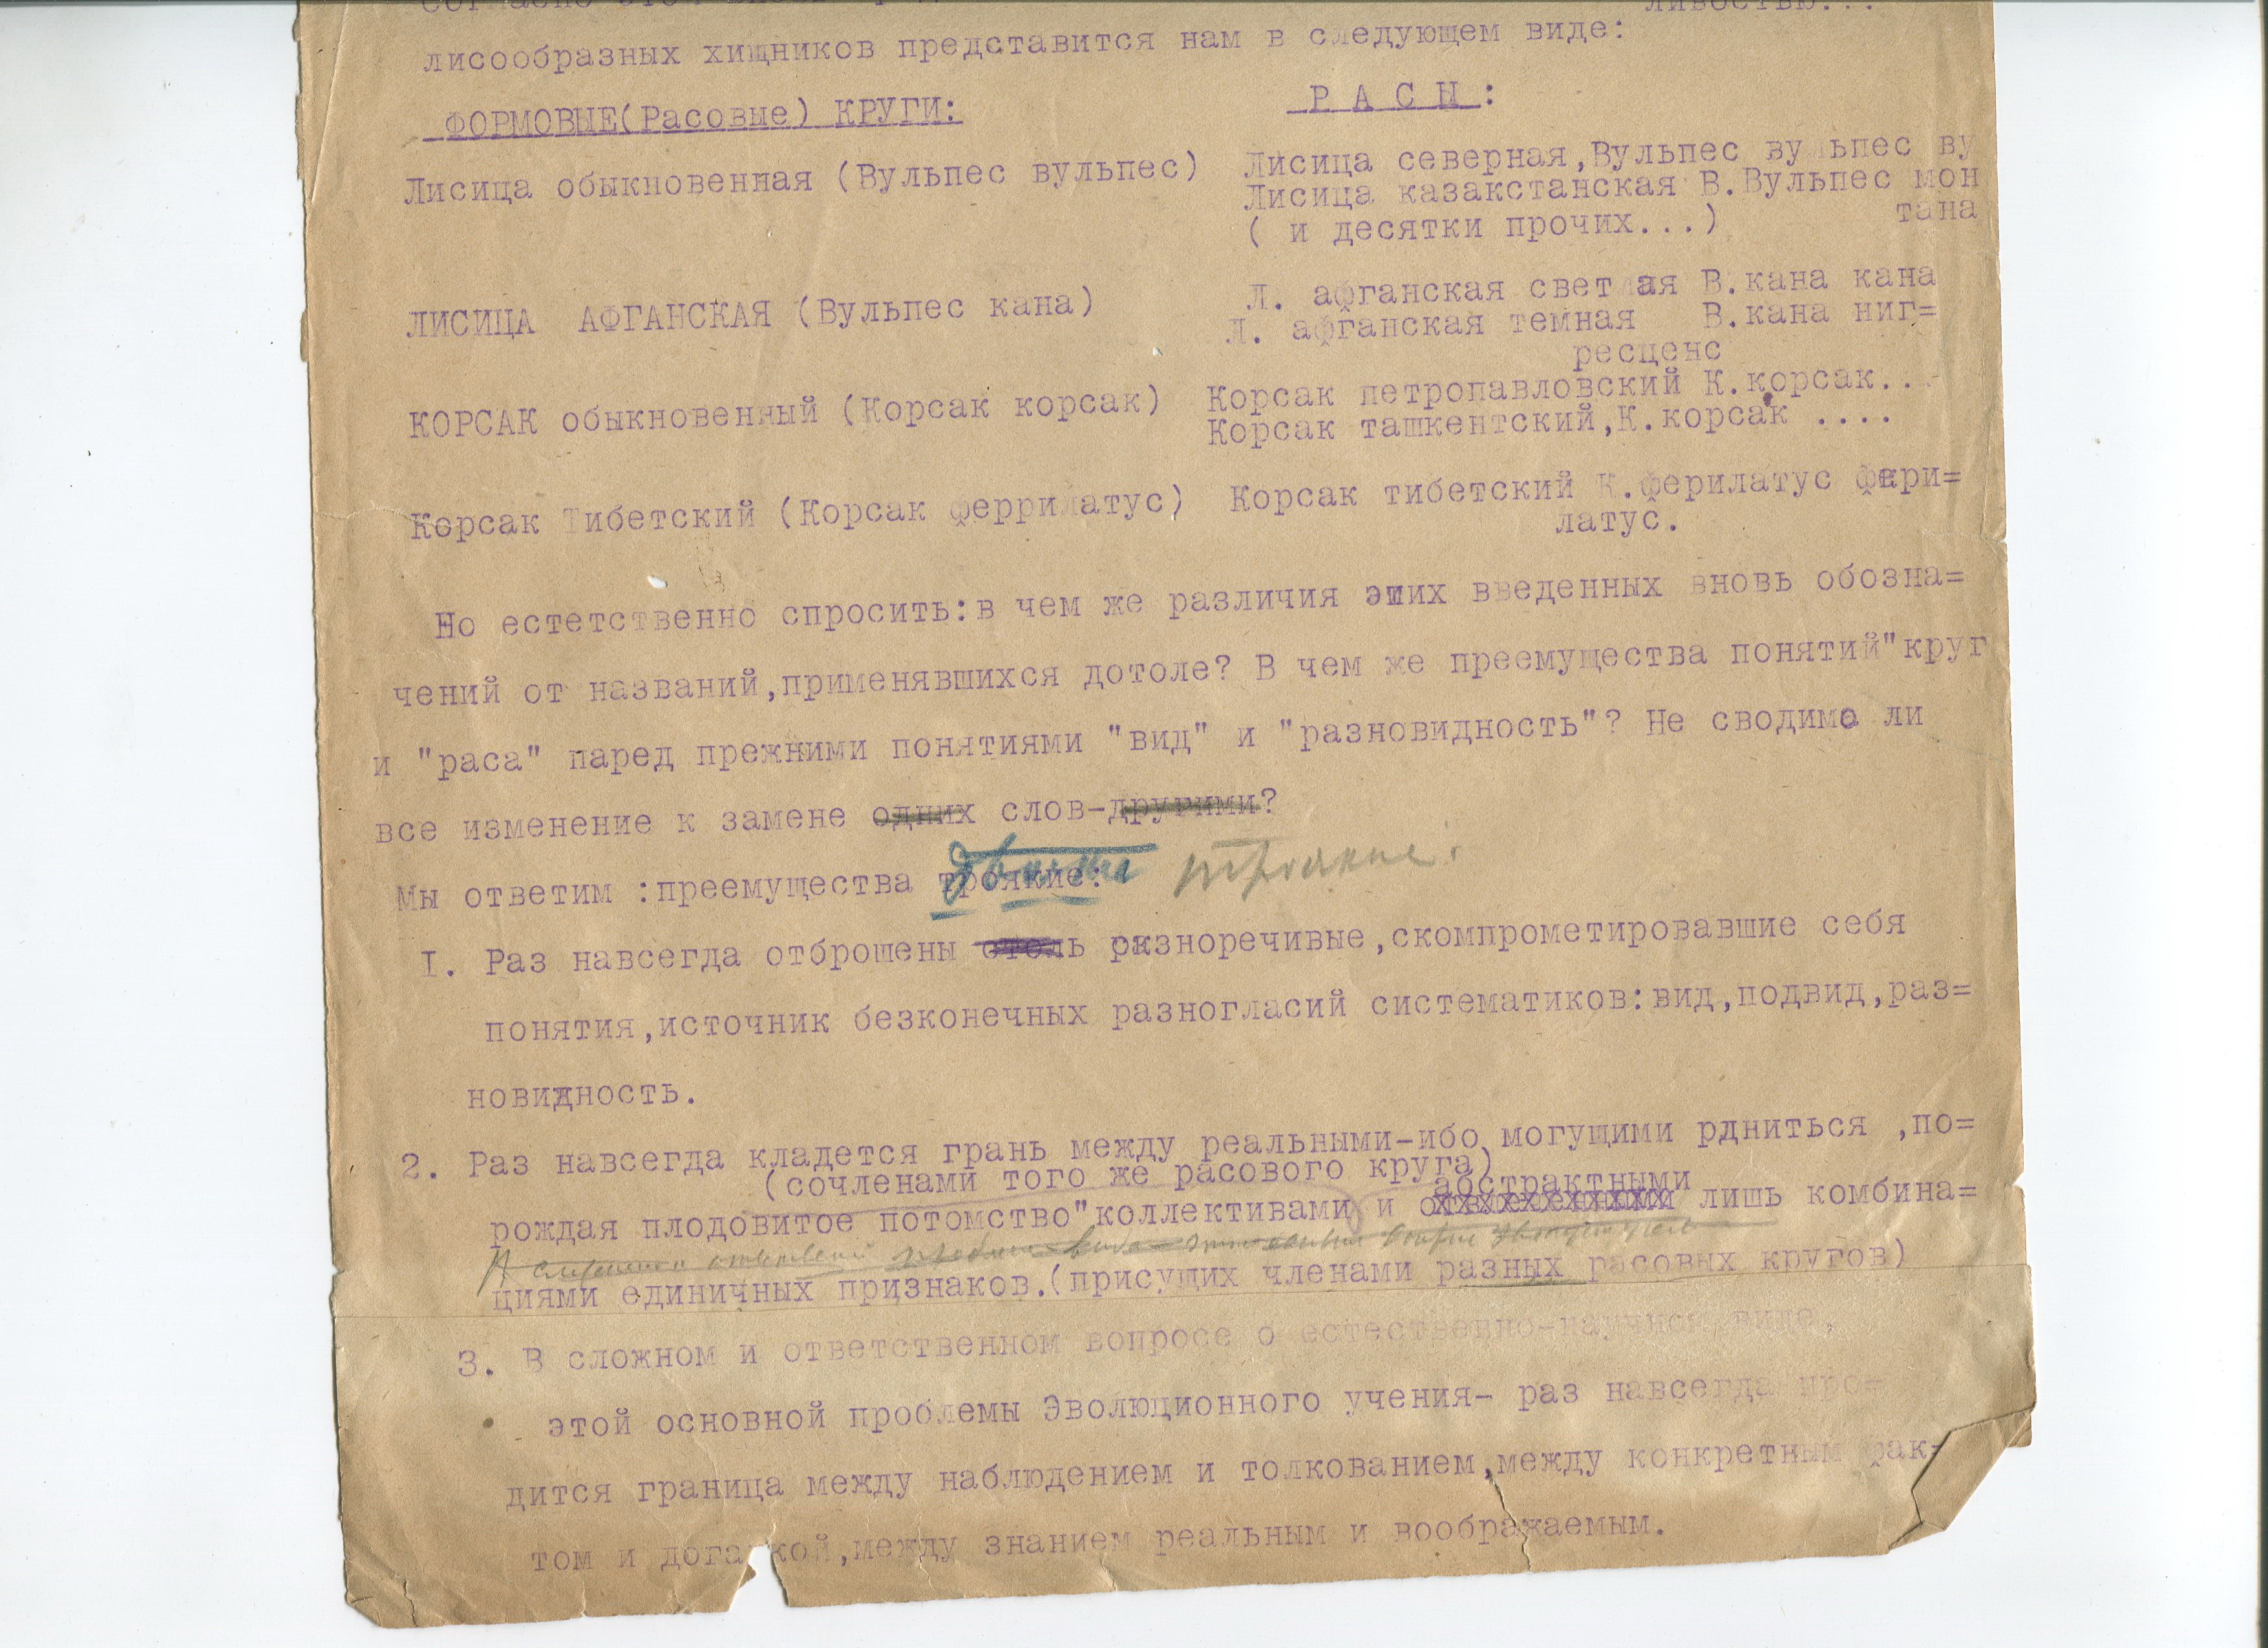 лисообразных хищников представится нам в следующем виде:
ФОРМОВЫЕ(Расовые) КРУГИ: Р А С Ы :
Лисица обыкновенная (Вульпес вульпес) Лисица северная,Вульпес вульпес ву
Лисица казакстанская В.Вульпес мон
( и десятки прочих...) тана
ЛИСИЦА АФГАНСКАЯ (Вульпес кана) Л. афганская светлая В.кана кана
Л. афганская темная В.кана ниг=
ресценс
КОРСАК обыкновенный (Корсак корсак) Корсак петропавловский К.корсак...
Корсак ташкентский,К.корсак ....
Корсак Тибетский (Корсак феррилатус) Корсак тибетский К.ферилатус фери=
латус.
Но естетственно спросить:в чем же различия этих введенных вновь обозна=
чений от названий,применявшихся дотоле? В чем же преемущества понятий"круг
и "раса" паред прежними понятиями "вид" и "разновидность"? Не сводимо ли
все изменение к замене одних слов-другими?
Мы ответим :преемущества троякие: троякие.
I. Раз навсегда отброшены столь разноречивые,скомпрометировавшие себя
понятия,источник безконечных разногласий систематиков:вид,подвид,раз=
новидность.
2. Раз навсегда кладется грань между реальными-ибо могущими рдниться ,по=
(сочленами того же расового круга)
абстрактными
рождая плодовитое потомство"коллективами и лишь комбина=
циями единичных признаков.(присущих членами разных расовых кругов)
3. В сложном и ответственном вопросе о естественно-научном виде,
этой основной проблемы Эволюционного учения- раз навсегда про=
дится граница между наблюдением и толкованием,между конкретным фак-
том и догадкой,между знанием реальным и воображаемым.